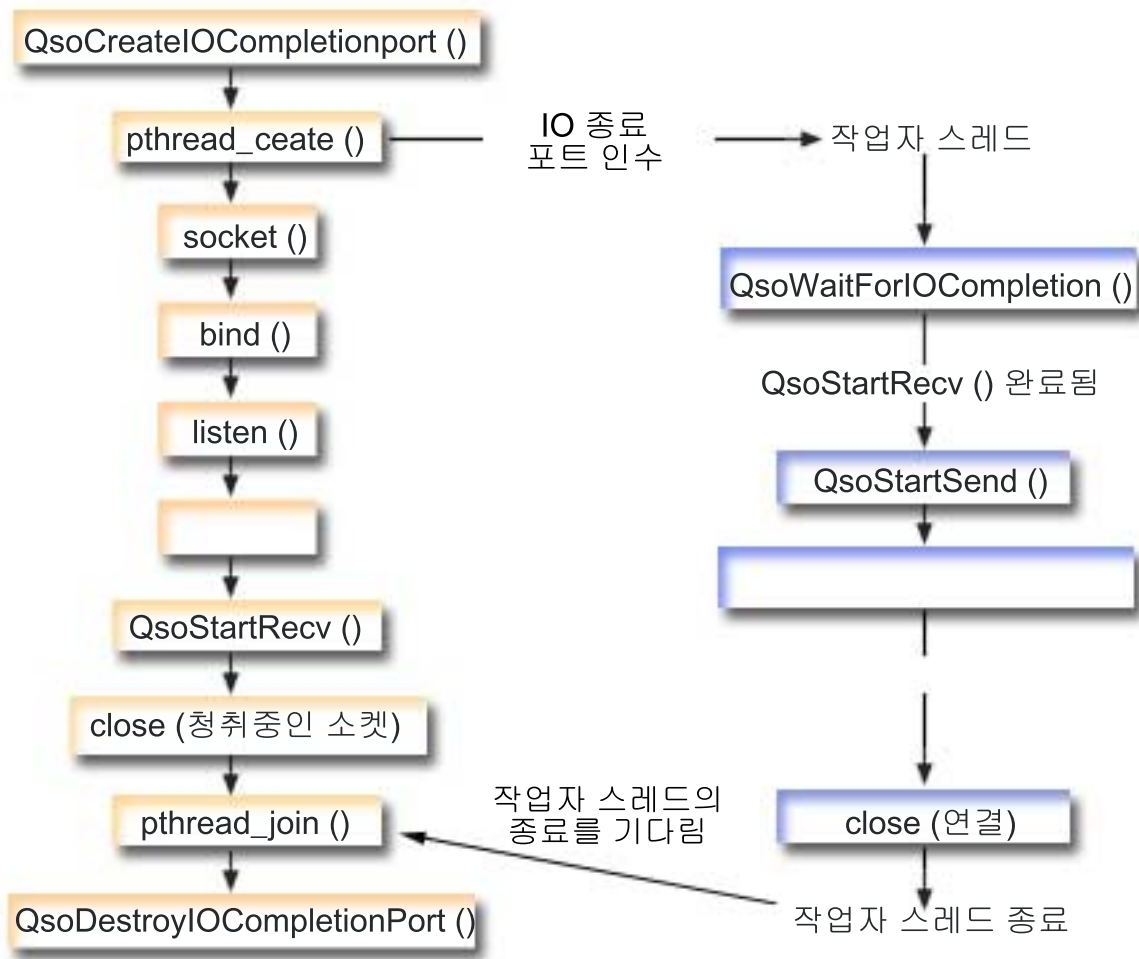 QsoCreateIOCompletionport ()
pthread_ceate ()
IO 종료
포트 인수
작업자 스레드
socket ()
bind ()
listen ()
QsoStartRecv ()
close (청취중인 소켓)
pthread_join ()
QsoDestroyIOCompletionPort ()
QsoWaitForIOCompletion ()
QsoStartRecv () 완료됨
QsoStartSend ()
close (연결)
작업자 스레드 종료
작업자 스레드의
종료를 기다림